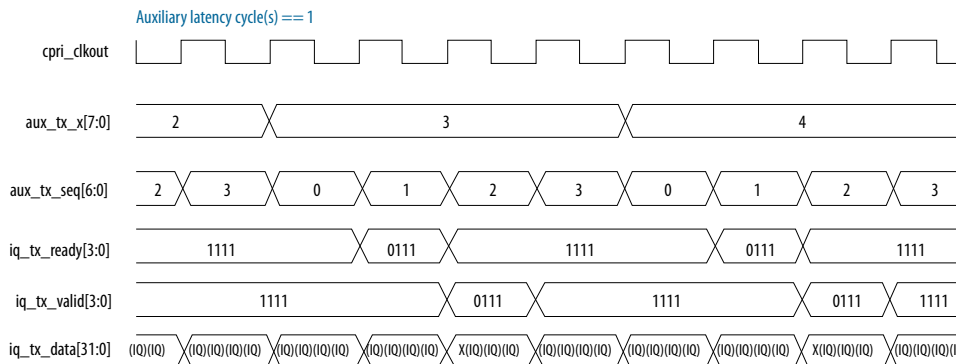 Auxiliary latency cycle(s) == 1
cpri_clkout
aux_tx_x[7:0] 2 3 4
aux_tx_seq[6:0] 2 3 0 1 2 3 0 1 2 3
iq_tx_ready[3:0] 1111 0111 1111 0111 1111
iq_tx_valid[3:0] 1111 0111 1111 0111 1111
iq_tx_data[31:0] (IQ)(IQ) (IQ)(IQ)(IQ)(IQ) (IQ)(IQ)(IQ)(IQ) (IQ)(IQ)(IQ)(IQ) X(IQ)(IQ)(IQ) (IQ)(IQ)(IQ)(IQ) (IQ)(IQ)(IQ)(IQ) (IQ)(IQ)(IQ)(IQ) X(IQ)(IQ)(IQ) (IQ)(IQ)(IQ)(I